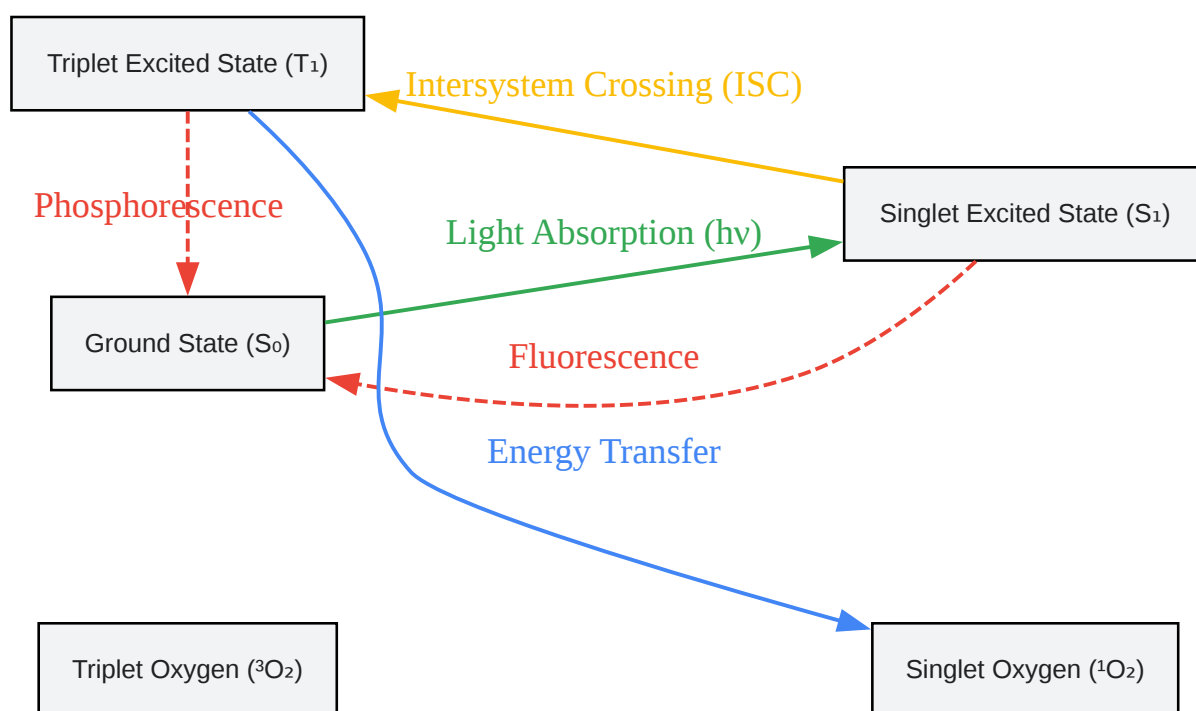 Triplet Excited State (T₁)
Intersystem Crossing (ISC)
Phosphorescence
Singlet Excited State (S₁)
Light Absorption (hν)
Ground State (S₀)
Fluorescence
Energy Transfer
Triplet Oxygen (³O₂)
Singlet Oxygen (¹O₂)